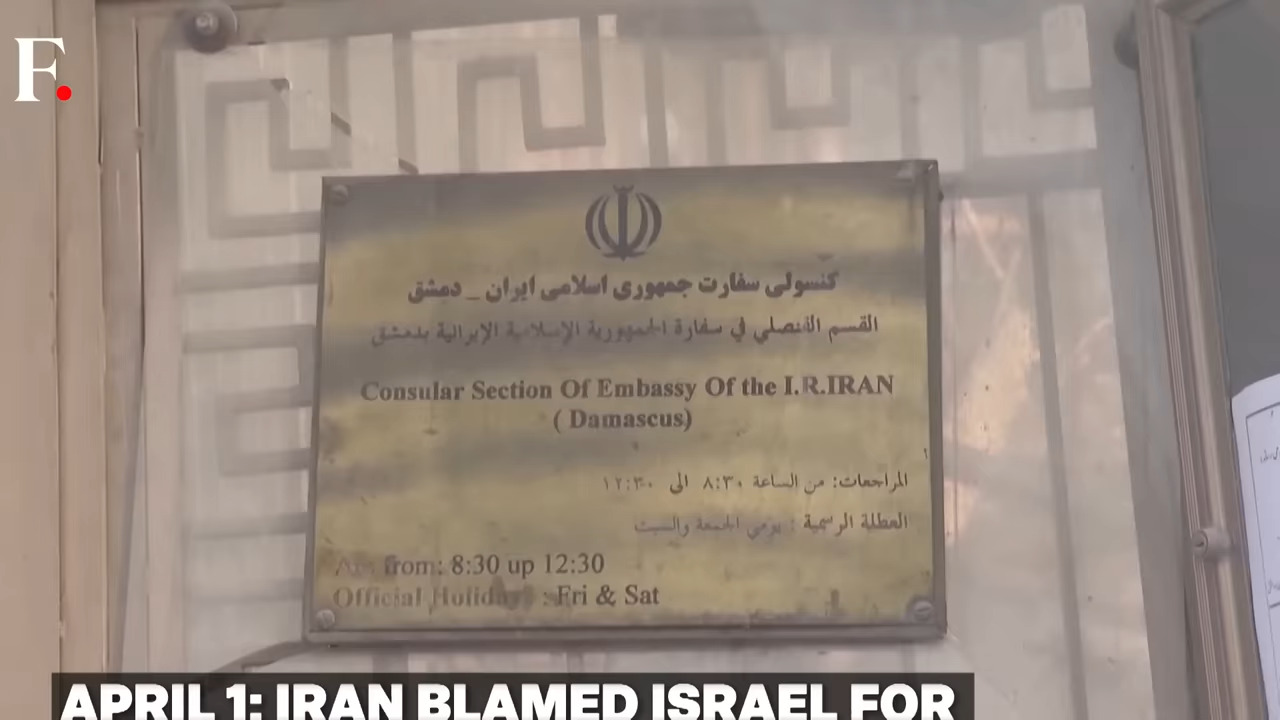 F.
کنسولی سفارت جمهوری اسلامی ایران _ دمشق
القسم القنصلي في سفارة الجمهورية الإسلامية الإيرانية بدمشق
Consular Section Of Embassy Of the I.R.IRAN
( Damascus)
المراجعات: من الساعة ٨:٣٠ الى ١٢:٣٠
العطلة الرسمية : يومي الجمعة والسبت
from: 8:30 up 12:30
Official Holidays : Fri & Sat
APRIL 1: IRAN BLAMED ISRAEL FOR